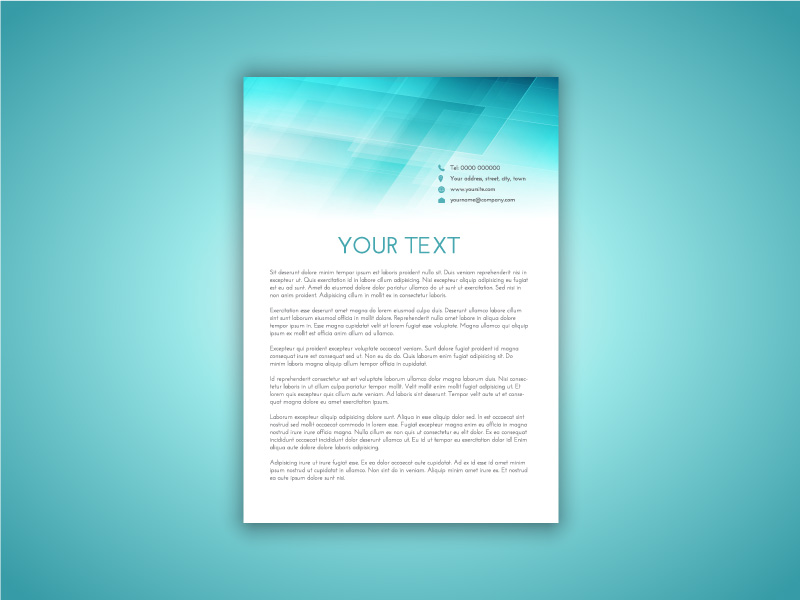 Tel: 0000 000000
Your address, street, city, town
www.yoursite.com
yourname@company.com
YOUR TEXT
Sit deserunt dolore minim tempor ipsum est laboris proident nulla sit. Duis veniam reprehenderit nisi in
excepteur ut. Quis exercitation id in labore cillum adipisicing. Nisi excepteur aliquip adipisicing est
est eu ad sunt. Amet do eiusmod dolore dolor pariatur ullamco do ut sunt ut exercitation. Sed nisi in
non anim proident. Adipisicing cillum in mollit ex in consectetur laboris.
Exercitation esse deserunt amet magna do lorem eiusmod culpa duis. Deserunt ullamco cillum
sint sunt laborum eiusmod officia in mollit dolore. Reprehenderit nulla amet labore in aliquip dolore
tempor ipsum in. Esse magna cupidatat velit sit lorem fugiat esse voluptate. Magna ullamco qui aliquip
ipsum ex mollit est officia anim cillum ad ullamco.
Excepteur qui proident excepteur voluptate occaecat veniam. Sunt dolore fugiat proident id magna
consequat irure est consequat sed ut. Non eu do do. Quis laborum enim fugiat adipisicing sit. Do
minim laboris magna aliquip cillum tempor officia in cupidatat.
Id reprehenderit consectetur est est voluptate laborum ullamco dolor magna laborum duis. Nisi consec-
tetur laboris in ut cillum culpa pariatur tempor mollit. Velit mollit enim mollit fugiat id aliquip ut. Et
lorem quis excepteur quis cillum aute veniam. Ad laboris sint deserunt. Tempor velit aute ut et conse-
quat magna dolore eu amet exercitation ipsum.
Laborum excepteur aliquip adipisicing dolore sunt. Aliqua in esse aliquip dolor sed. In est occaecat sint
nostrud sed mollit occaecat commodo in lorem esse. Fugiat excepteur magna enim eu officia in magna
nostrud irure irure officia magna. Nulla cillum ex non quis ut consectetur eu elit dolor. Ex ea consequat
incididunt occaecat incididunt dolor deserunt ullamco ut. Eu id ut tempor eu exercitation dolor id! Enim
aliqua aute dolore dolore laboris laborum.
Adipisicing irure ut irure fugiat esse. Ex ea dolor occaecat aute cupidatat. Ad ex id esse id amet minim
ipsum nostrud ut cupidatat in ullamco. Non sint do in veniam. Aliquip minim amet irure ex. Et nostrud
ea aute ipsum dolor sunt nisi.